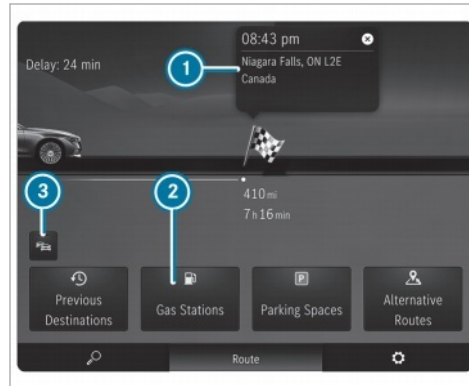 08:43 pm
Delay: 24 min
1
Niagara Falls, ON L2E
Canada
3
2
410 mi
7 h 16 min
P
Previous
Destinations
Gas Stations
Parking Spaces
Alternative
Routes
Route